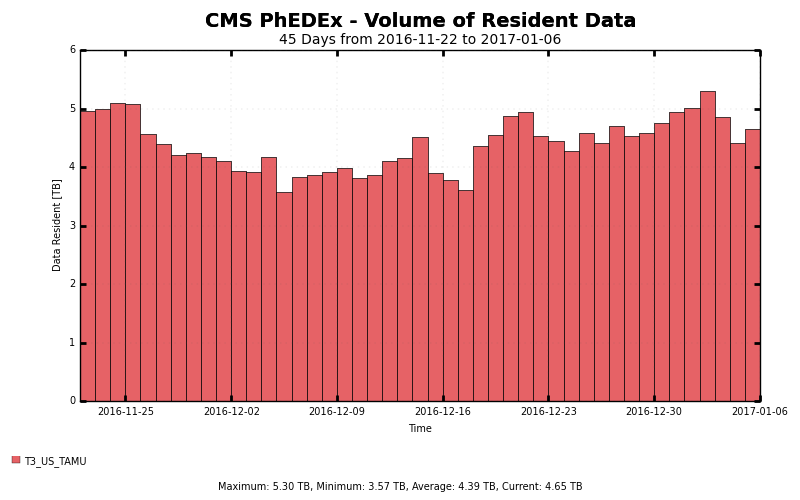 CMS PhEDEx - Volume of Resident Data
45 Days from 2016-11-22 to 2017-01-06
6
5
4
3
2
1
0
Data Resident [TB]
2016-11-25 2016-12-02 2016-12-09 2016-12-16 2016-12-23 2016-12-30 2017-01-06
Time
T3_US_TAMU
Maximum: 5.30 TB, Minimum: 3.57 TB, Average: 4.39 TB, Current: 4.65 TB